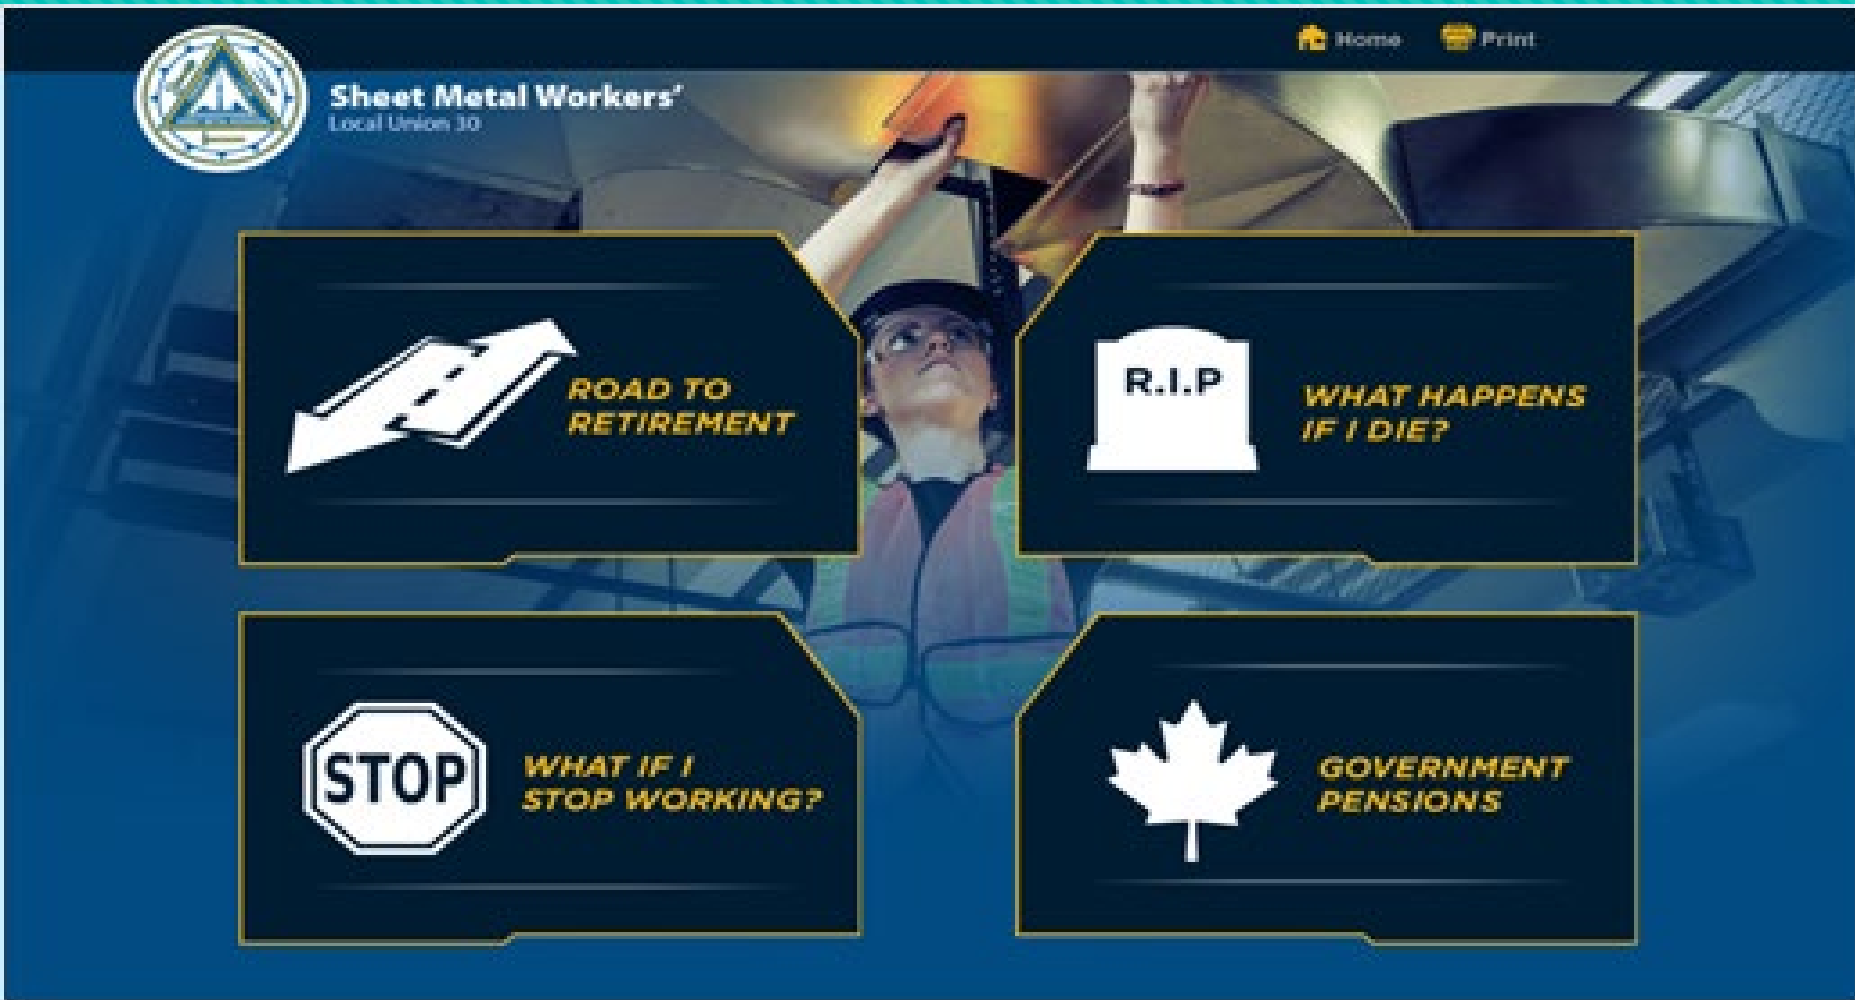 Home
Print
Sheet Metal Workers'
Local Union 30
ROAD TO
RETIREMENT
R.I.P
WHAT HAPPENS
IF I DIE?
STOP
WHAT IF I
STOP WORKING?
GOVERNMENT
PENSIONS